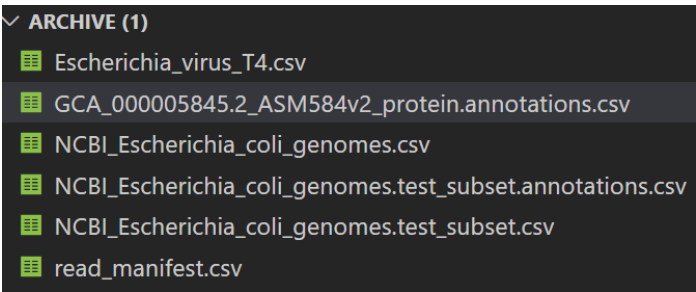 ARCHIVE (1)
Escherichia_virus_T4.csv
GCA_000005845.2_ASM584v2_protein.annotations.csv
NCBI_Escherichia_coli_genomes.csv
NCBI_Escherichia_coli_genomes.test_subset.annotations.csv
NCBI_Escherichia_coli_genomes.test_subset.csv
read_manifest.csv